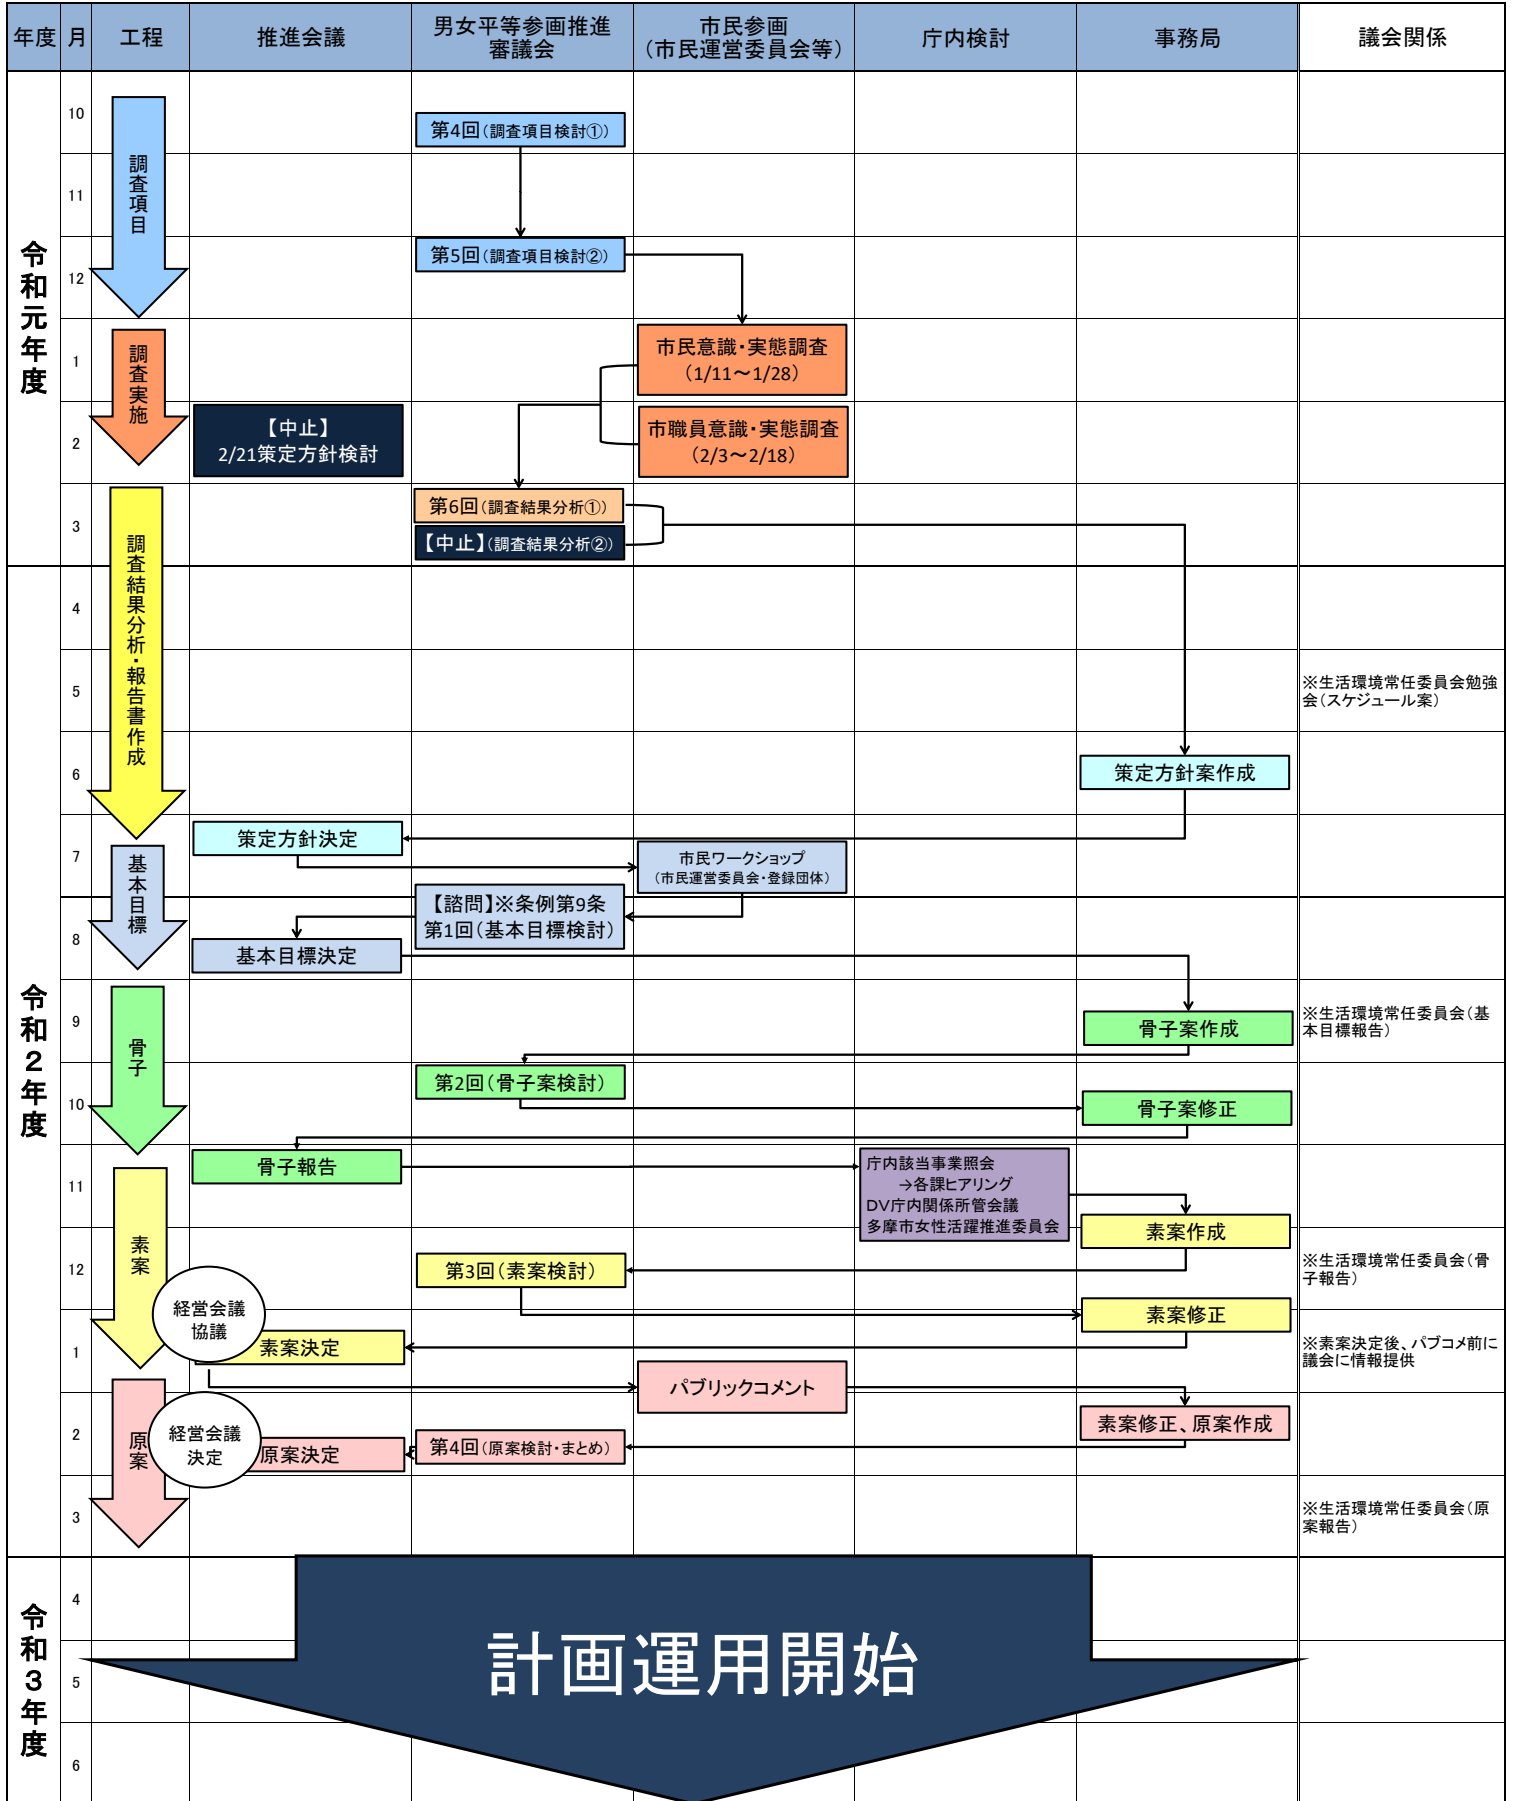 年度
月
工程
推進会議
男女平等参画推進
審議会
市民参画
（市民運営委員会等）
庁内検討
事務局
議会関係
令和元年度
10
調査項目
第4回（調査項目検討①）
11
12
第5回（調査項目検討②）
1
調査実施
市民意識・実態調査
（1/11～1/28）
2
【中止】
2/21策定方針検討
市職員意識・実態調査
（2/3～2/18）
3
調査結果分析・報告書作成
第6回（調査結果分析①）
【中止】（調査結果分析②）
令和２年度
4
5
※生活環境常任委員会勉強
会（スケジュール案）
6
策定方針案作成
7
基本目標
策定方針決定
市民ワークショップ
（市民運営委員会・登録団体）
【諮問】※条例第9条
第1回（基本目標検討）
8
基本目標決定
9
骨子
骨子案作成
※生活環境常任委員会（基
本目標報告）
10
第2回（骨子案検討）
骨子案修正
11
素案
骨子報告
庁内該当事業照会
→各課ヒアリング
DV庁内関係所管会議
多摩市女性活躍推進委員会
素案作成
12
第3回（素案検討）
※生活環境常任委員会（骨
子報告）
経営会議
協議
素案修正
1
素案決定
※素案決定後、パブコメ前に
議会に情報提供
パブリックコメント
2
原案
経営会議
決定
原案決定
第4回（原案検討・まとめ）
素案修正、原案作成
3
※生活環境常任委員会（原
案報告）
令和３年度
4
計画運用開始
5
6